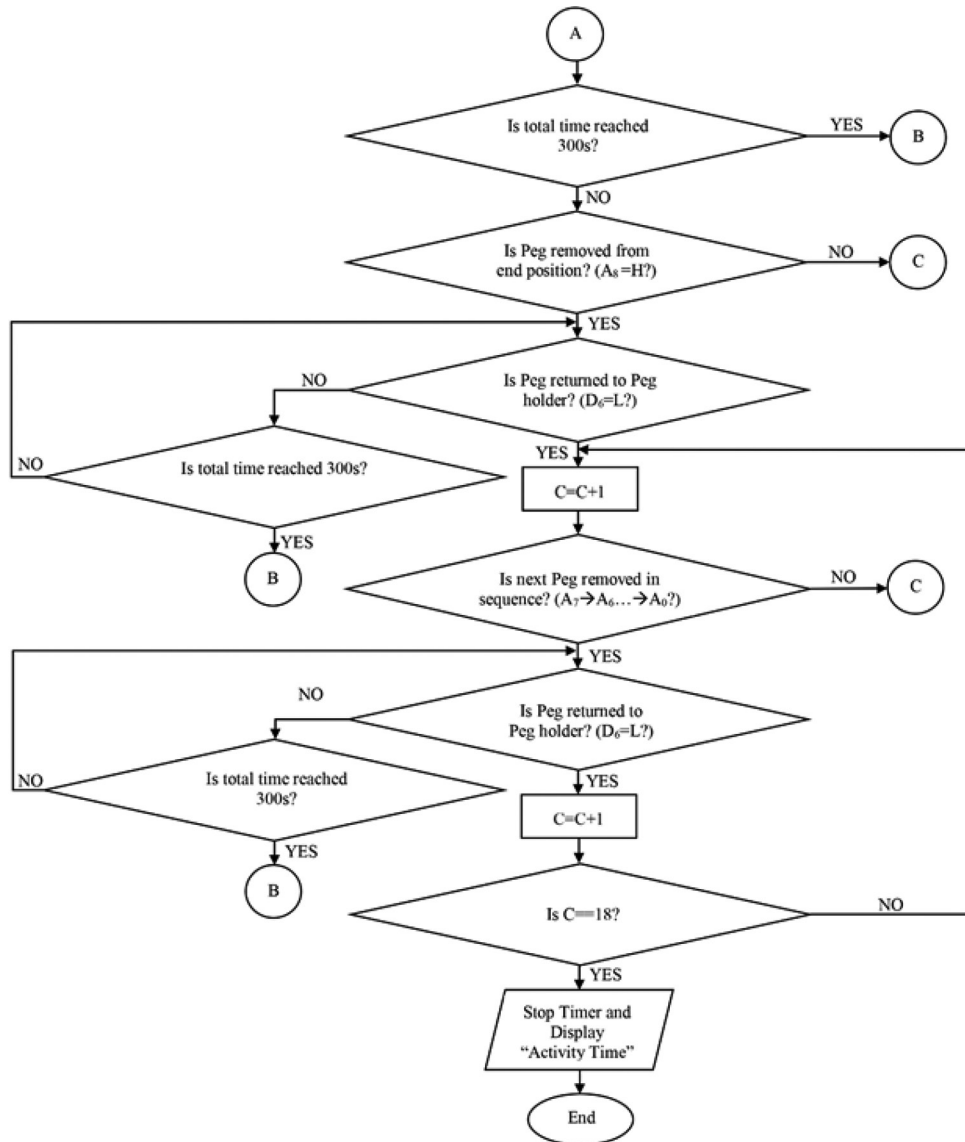 A
Is total time reached
300s?
YES
B
NO
Is Peg removed from
end position? (A₈=H?)
NO
C
YES
Is Peg returned to Peg
holder? (D₆=L?)
NO
YES
Is total time reached 300s?
NO
YES
B
C=C+1
Is next Peg removed in
sequence? (A₇→A₆…→A₀?)
NO
C
YES
Is Peg returned to
Peg holder? (D₆=L?)
NO
YES
Is total time reached
300s?
NO
YES
B
C=C+1
Is C==18?
NO
YES
Stop Timer and
Display
“Activity Time”
End